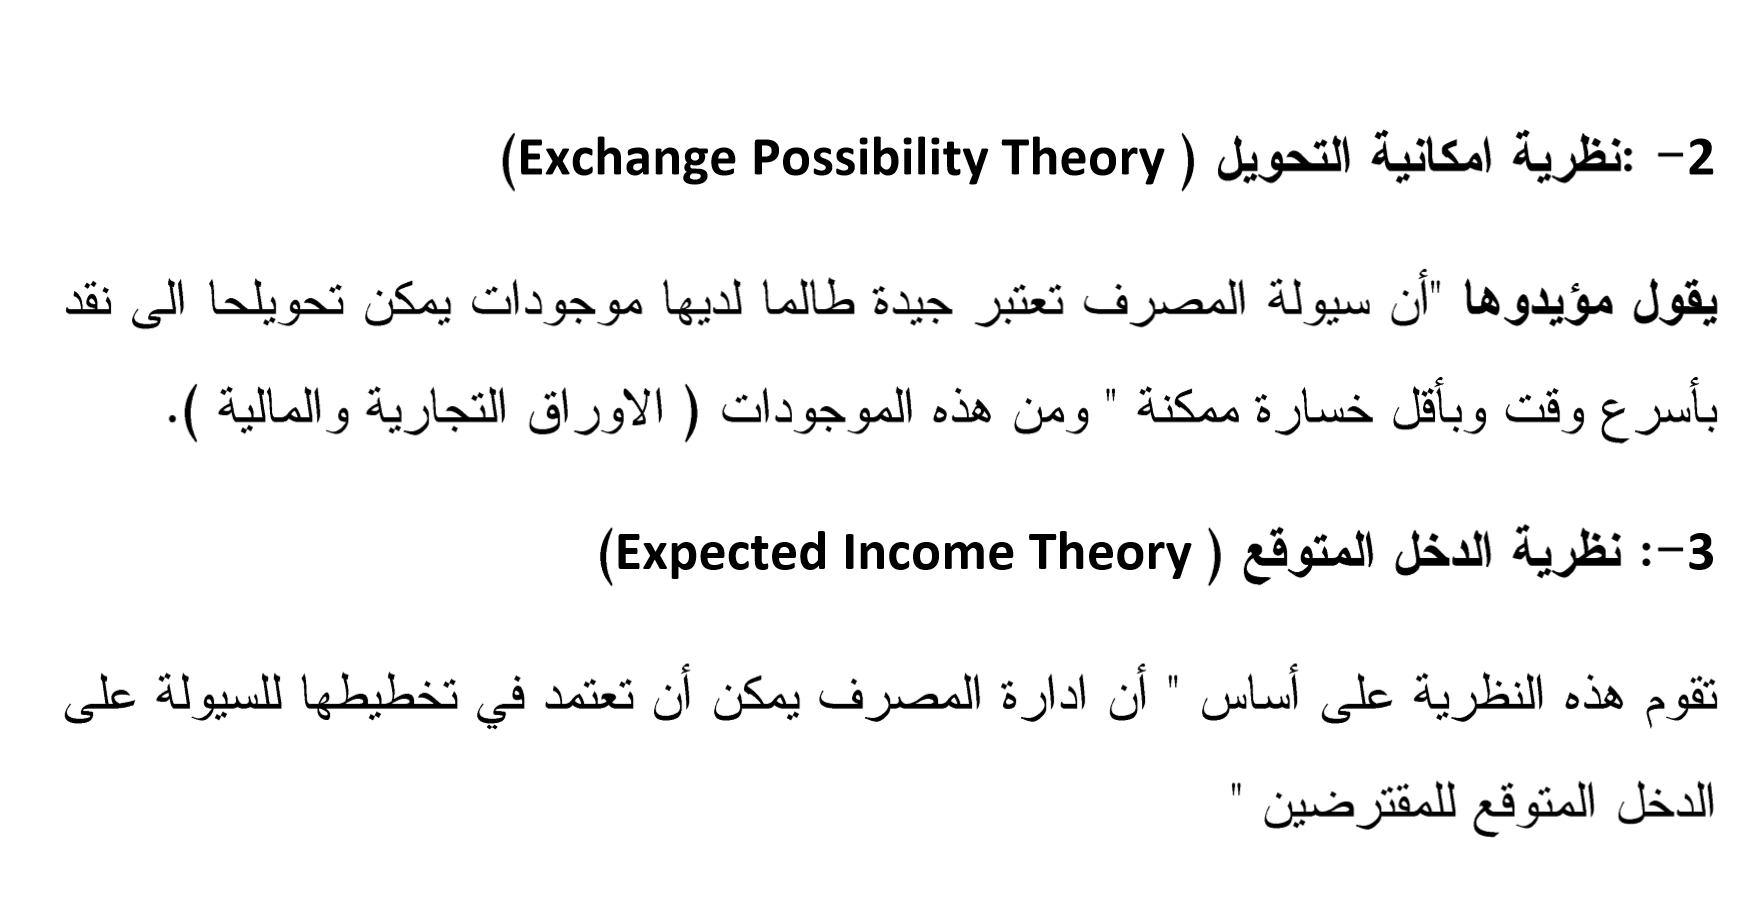 2- :نظرية امكانية التحويل ( Exchange Possibility Theory)
يقول مؤيدوها "أن سيولة المصرف تعتبر جيدة طالما لديها موجودات يمكن تحويلحا الى نقد
بأسرع وقت وبأقل خسارة ممكنة " ومن هذه الموجودات ( الاوراق التجارية والمالية ).
3-: نظرية الدخل المتوقع ( Expected Income Theory)
تقوم هذه النظرية على أساس " أن ادارة المصرف يمكن أن تعتمد في تخطيطها للسيولة على
الدخل المتوقع للمقترضين "